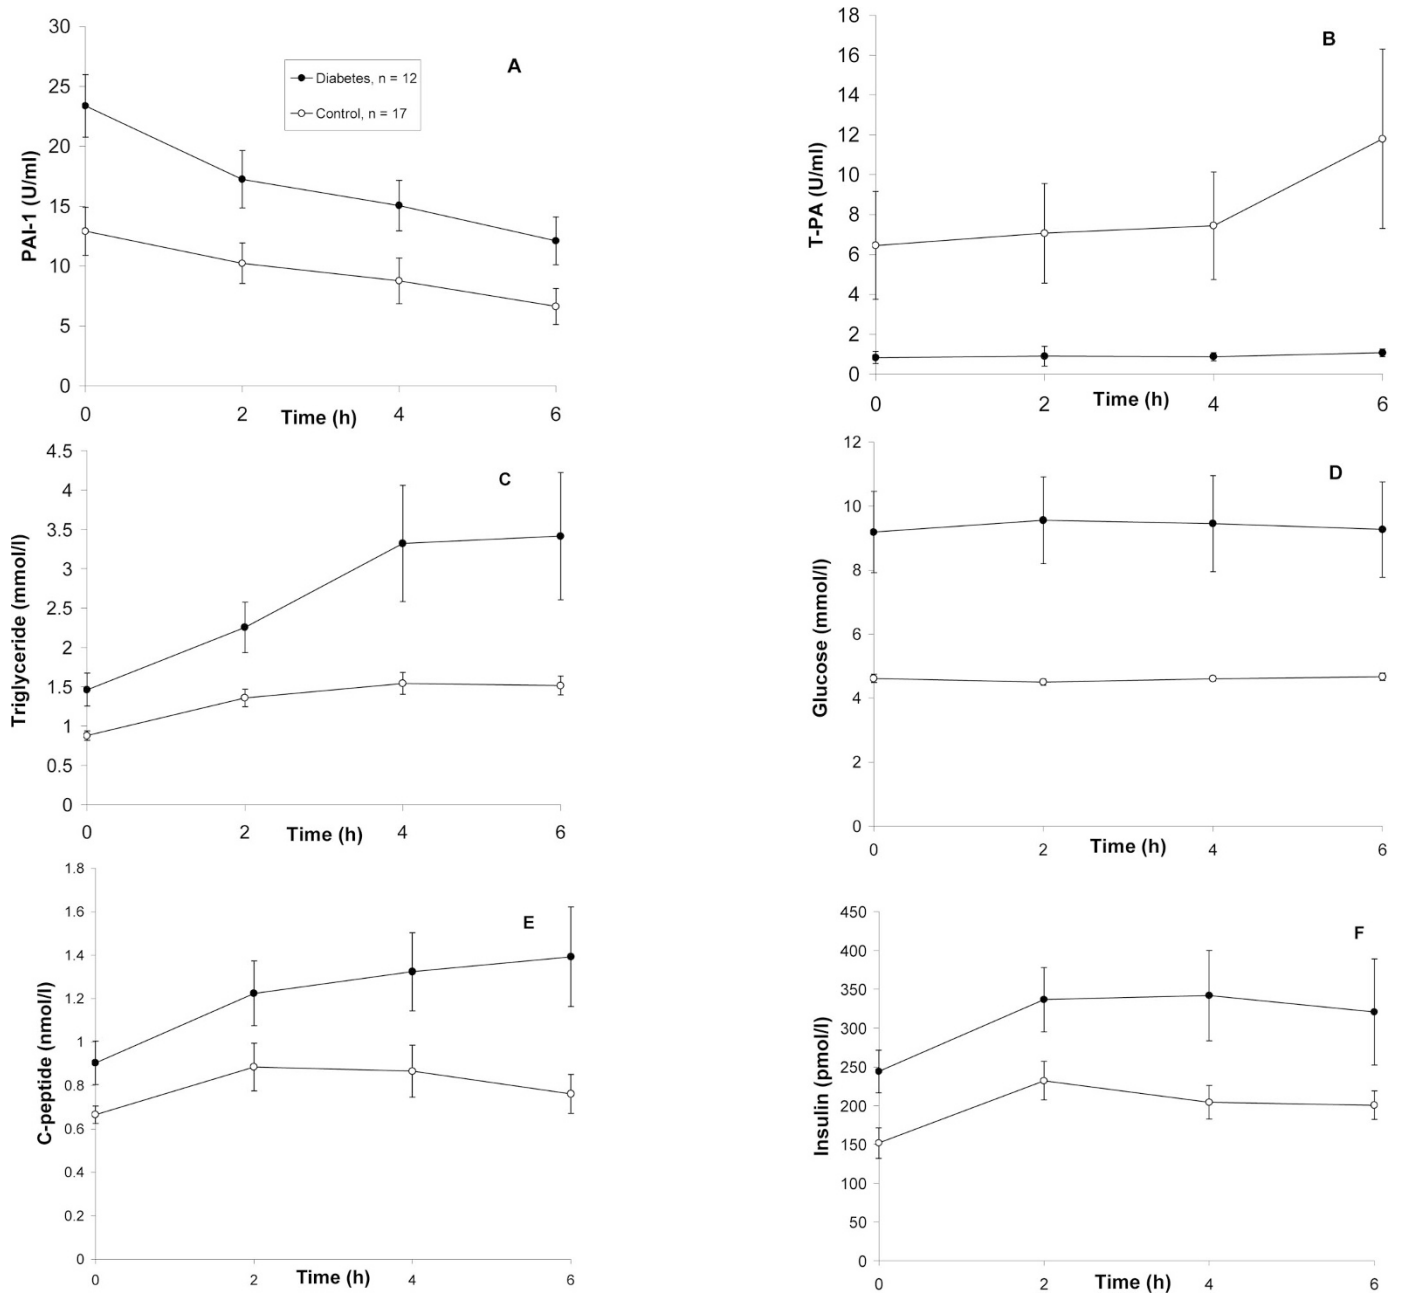 A
Diabetes, n = 12
Control, n = 17
PAI-1 (U/ml)
30
25
20
15
10
5
0
0 2 4 6
Time (h)
B
T-PA (U/ml)
18
16
14
12
10
8
6
4
2
0
0 2 4 6
Time (h)
C
Triglyceride (mmol/l)
4.5
4
3.5
3
2.5
2
1.5
1
0.5
0
0 2 4 6
Time (h)
D
Glucose (mmol/l)
12
10
8
6
4
2
0
0 2 4 6
Time (h)
E
C-peptide (nmol/l)
1.8
1.6
1.4
1.2
1
0.8
0.6
0.4
0.2
0
0 2 4 6
Time (h)
F
Insulin (pmol/l)
450
400
350
300
250
200
150
100
50
0
0 2 4 6
Time (h)